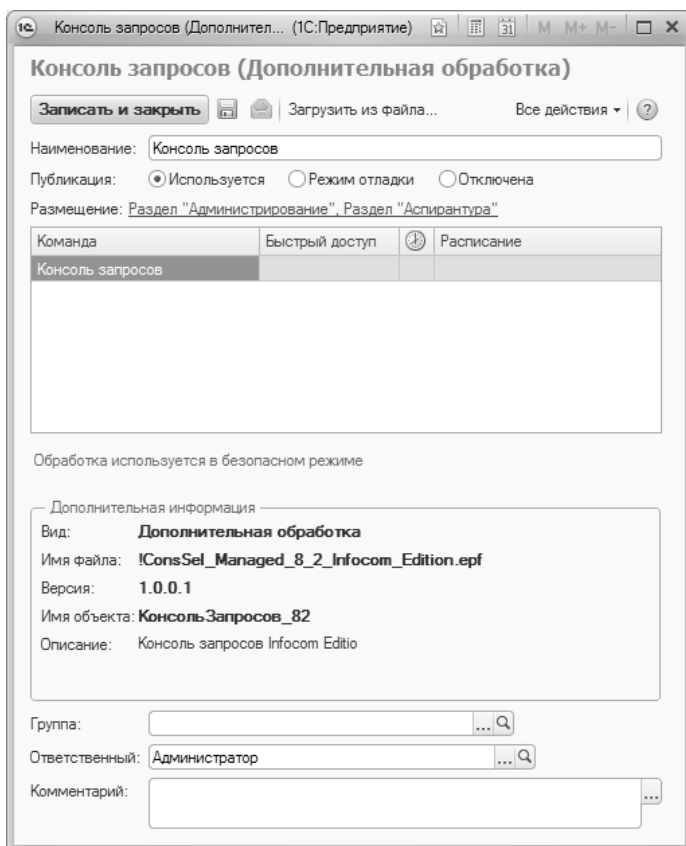 Консоль запросов (Дополнител... (1С:Предприятие) 31 M M+ M-
Консоль запросов (Дополнительная обработка)
Записать и закрыть Загрузить из файла... Все действия ?
Наименование: Консоль запросов
Публикация: Используется Режим отладки Отключена
Размещение: Раздел "Администрирование", Раздел "Аспирантура"
Команда Быстрый доступ Расписание
Консоль запросов
Обработка используется в безопасном режиме
Дополнительная информация
Вид: Дополнительная обработка
Имя файла: !ConsSel_Managed_8_2_Infocom_Edition.epf
Версия: 1.0.0.1
Имя объекта: КонсольЗапросов_82
Описание: Консоль запросов Infocom Editio
Группа: ...
Ответственный: Администратор ...
Комментарий: ...